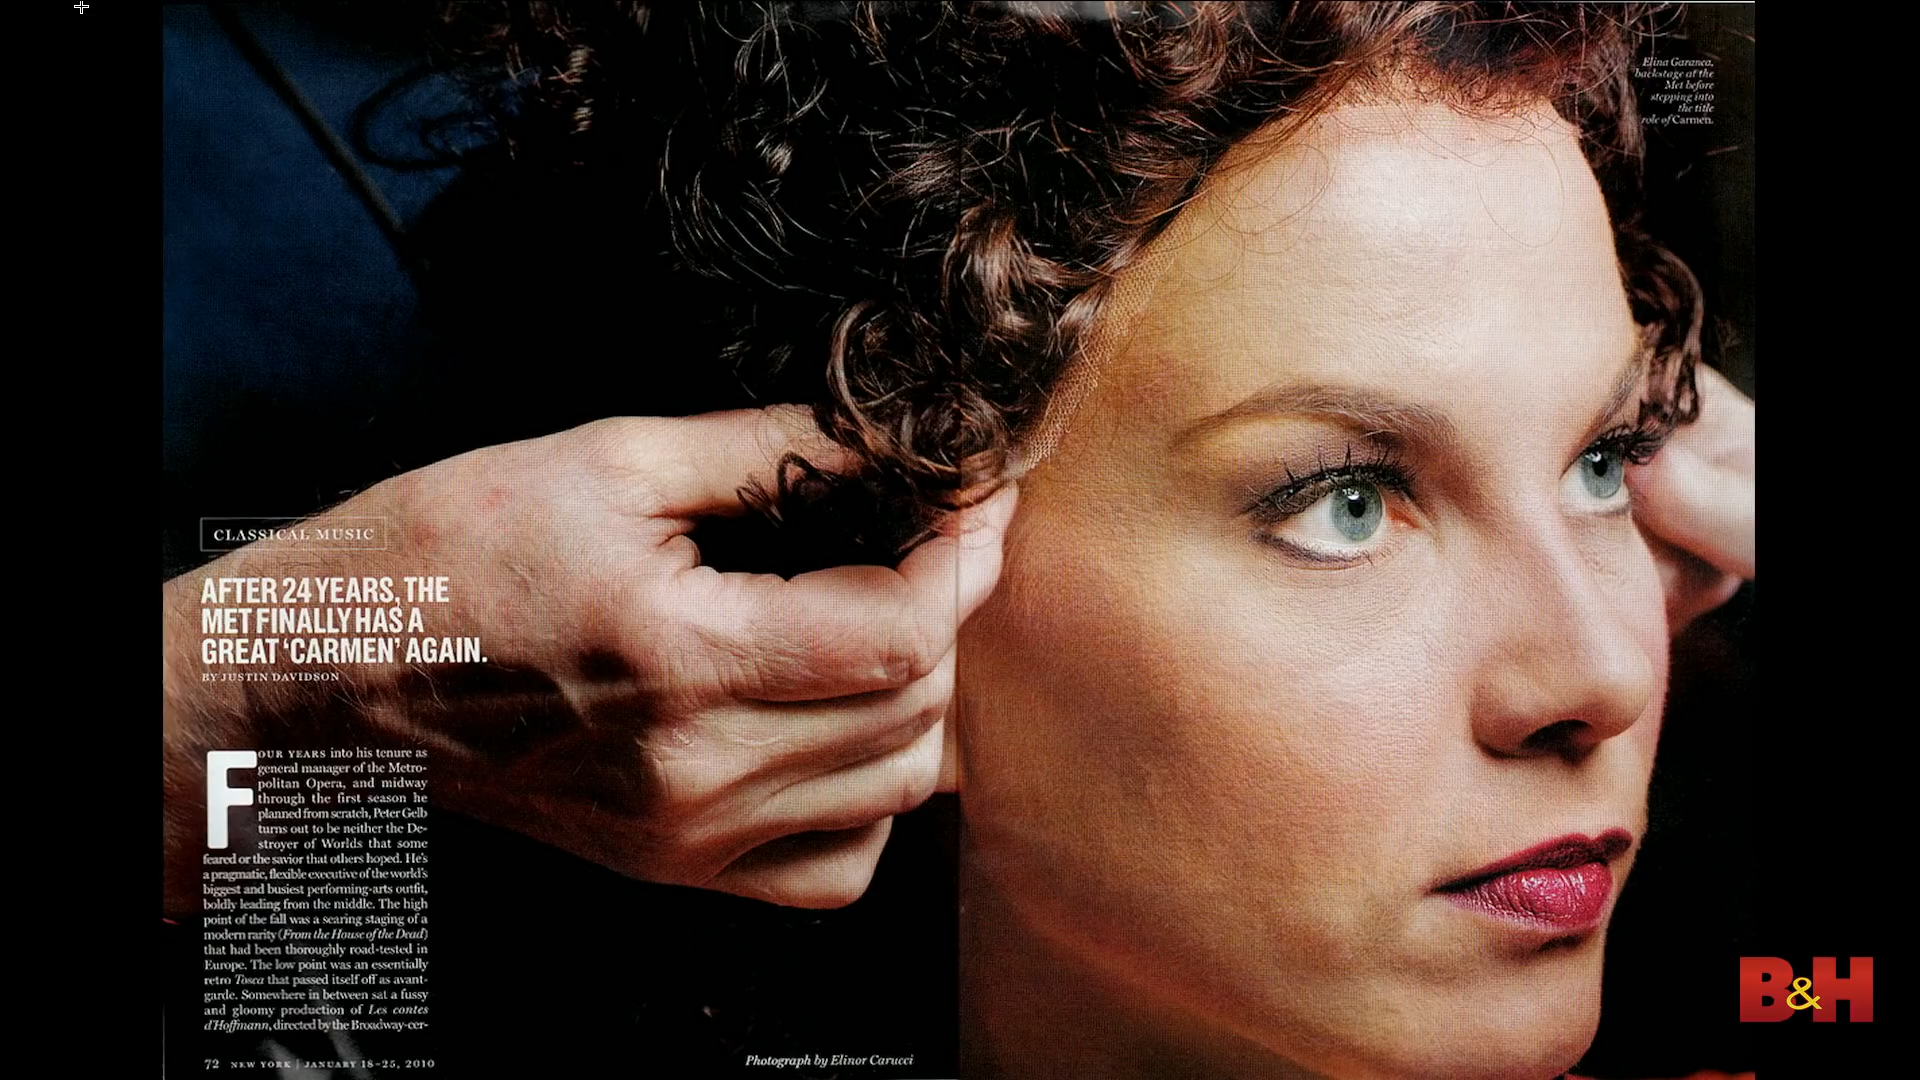 Elina Garanca,
backstage at the
Met before
stepping into
the title
role of Carmen.
CLASSICAL MUSIC
AFTER 24 YEARS, THE
MET FINALLY HAS A
GREAT ‘CARMEN’ AGAIN.
BY JUSTIN DAVIDSON
FOUR YEARS into his tenure as
general manager of the Metro-
politan Opera, and midway
through the first season he
planned from scratch, Peter Gelb
turns out to be neither the De-
stroyer of Worlds that some
feared or the savior that others hoped. He’s
a pragmatic, flexible executive of the world’s
biggest and busiest performing-arts outfit,
boldly leading from the middle. The high
point of the fall was a searing staging of a
modern rarity (From the House of the Dead)
that had been thoroughly road-tested in
Europe. The low point was an essentially
retro Tosca that passed itself off as avant-
garde. Somewhere in between sat a fussy
and gloomy production of Les contes
d’Hoffmann, directed by the Broadway-cer-
72 NEW YORK | JANUARY 18–25, 2010
Photograph by Elinor Carucci
B&H